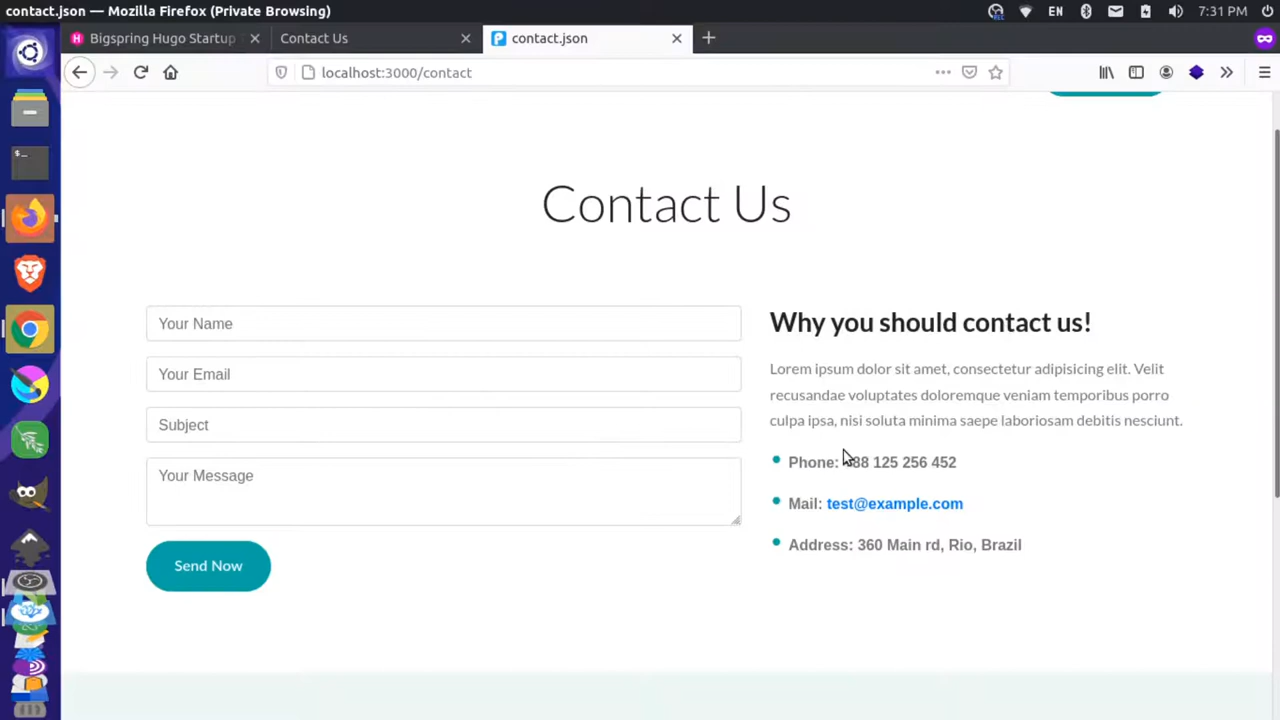 contact.json — Mozilla Firefox (Private Browsing)
EN
7:31 PM
Bigspring Hugo Startup
Contact Us
contact.json
localhost:3000/contact
Contact Us
Your Name
Your Email
Subject
Your Message
Send Now
Why you should contact us!
Lorem ipsum dolor sit amet, consectetur adipisicing elit. Velit
recusandae voluptates doloremque veniam temporibus porro
culpa ipsa, nisi soluta minima saepe laboriosam debitis nesciunt.
Phone: 88 125 256 452
Mail: test@example.com
Address: 360 Main rd, Rio, Brazil